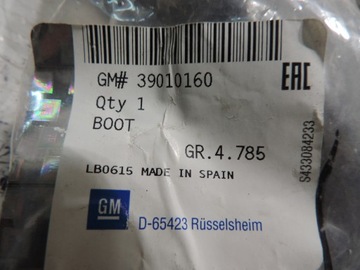 GM# 39010160
EAC
Qty 1
BOOT
GR.4.785
LB0615 MADE IN SPAIN
S433084233
GM
D-65423 Rüsselsheim